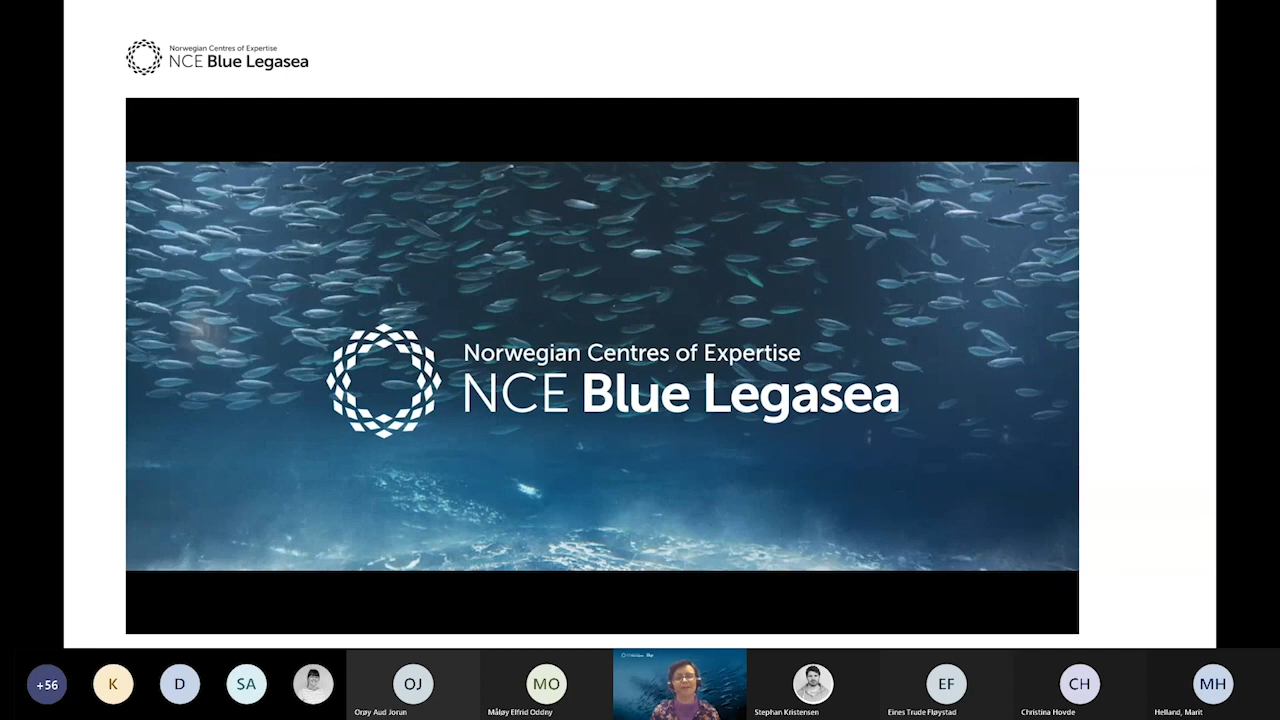 Norwegian Centres of Expertise
NCE Blue Legasea
Norwegian Centres of Expertise
NCE Blue Legasea
+56
K
D
SA
OJ
MO
EF
CH
MH
Orøy Aud Jorun
Måløy Elfrid Oddny
Stephan Kristensen
Eines Trude Fløystad
Christina Hovde
Helland, Marit